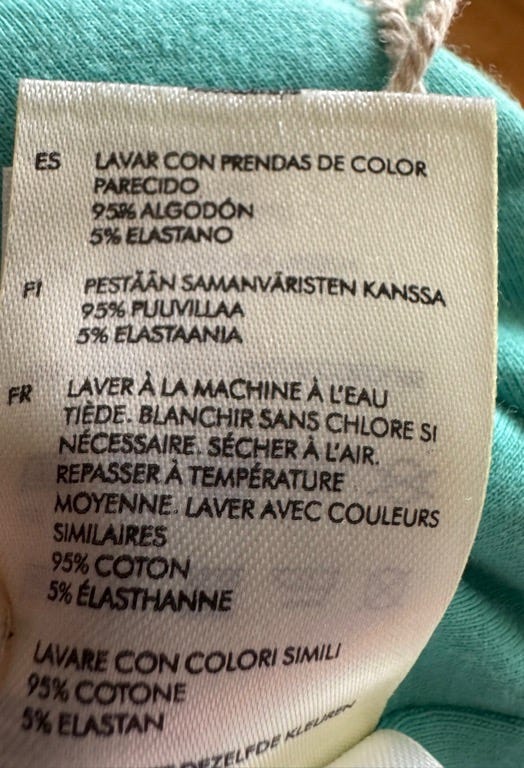 ES LAVAR CON PRENDAS DE COLOR
PARECIDO
95% ALGODÓN
5% ELASTANO
FI PESTÄÄN SAMANVÄRISTEN KANSSA
95% PUUVILLAA
5% ELASTAANIA
FR LAVER À LA MACHINE À L'EAU
TIÈDE. BLANCHIR SANS CHLORE SI
NÉCESSAIRE. SÉCHER À L'AIR.
REPASSER À TEMPÉRATURE
MOYENNE. LAVER AVEC COULEURS
SIMILAIRES
95% COTON
5% ÉLASTHANNE
LAVARE CON COLORI SIMILI
95% COTONE
5% ELASTAN
DEZELFDE KLEUREN